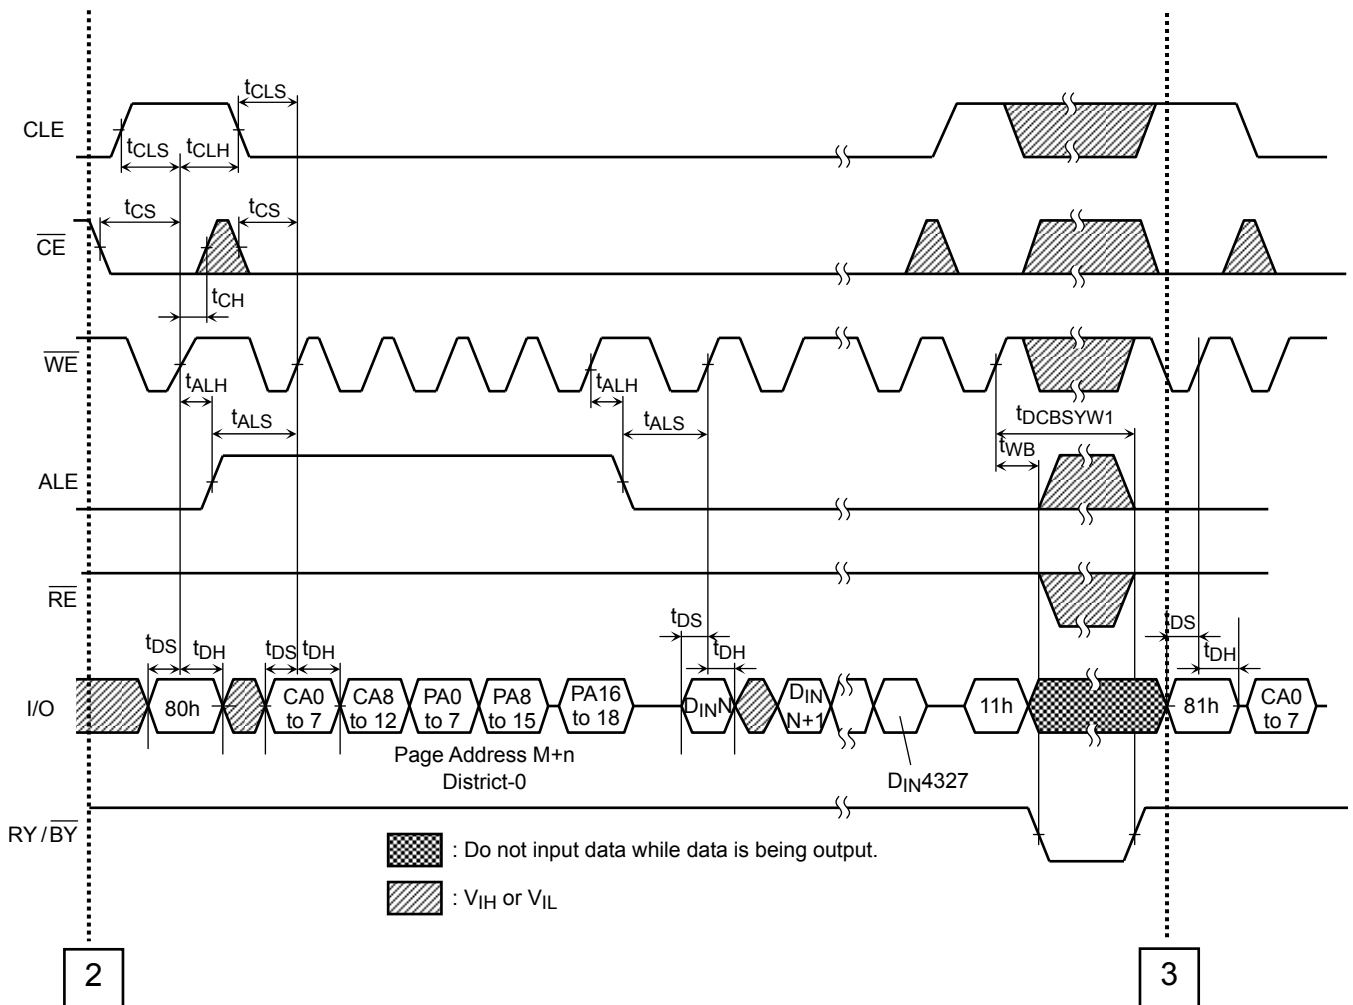 tCLS
CLE
tCLS
tCLH
tCS
tCS
CE
tCH
WE
tALH
tALH
tALS
tALS
tDCBSYW1
tWB
ALE
RE
tDS
tDH
tDS
tDH
tDS
tDH
tDS
tDH
I/O
80h
CA0 to 7
CA8 to 12
PA0 to 7
PA8 to 15
PA16 to 18
DINN
DIN N+1
11h
81h
CA0 to 7
Page Address M+n
District-0
DIN4327
RY/BY
: Do not input data while data is being output.
: VIH or VIL
2
3